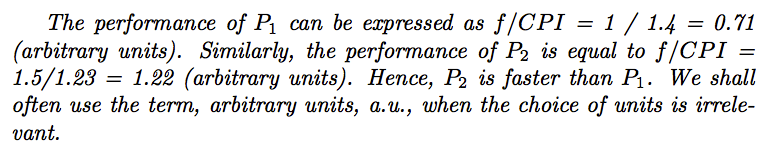 The performance of P₁ can be expressed as f/CPI = 1 / 1.4 = 0.71
(arbitrary units). Similarly, the performance of P₂ is equal to f/CPI =
1.5/1.23 = 1.22 (arbitrary units). Hence, P₂ is faster than P₁. We shall
often use the term, arbitrary units, a.u., when the choice of units is irrele-
vant.